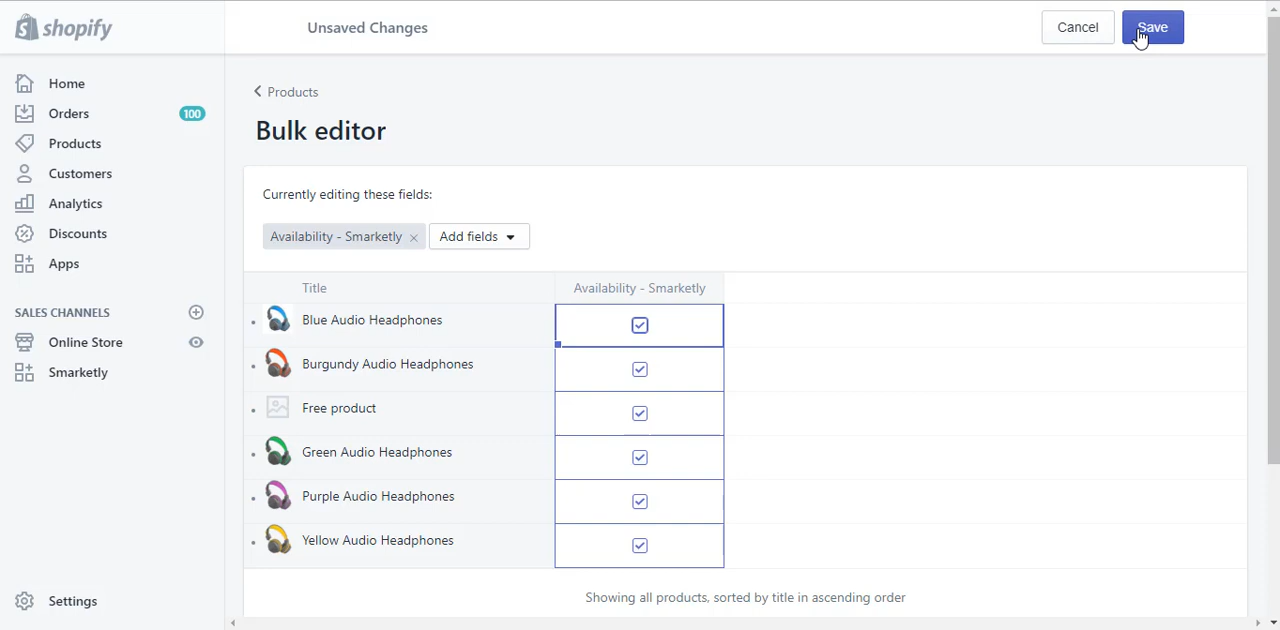 shopify
Unsaved Changes
Cancel
Save
Home
Orders 100
Products
Customers
Analytics
Discounts
Apps
SALES CHANNELS
Online Store
Smarketly
Settings
Products
Bulk editor
Currently editing these fields:
Availability - Smarketly ×
Add fields
Title
Availability - Smarketly
Blue Audio Headphones
Burgundy Audio Headphones
Free product
Green Audio Headphones
Purple Audio Headphones
Yellow Audio Headphones
Showing all products, sorted by title in ascending order